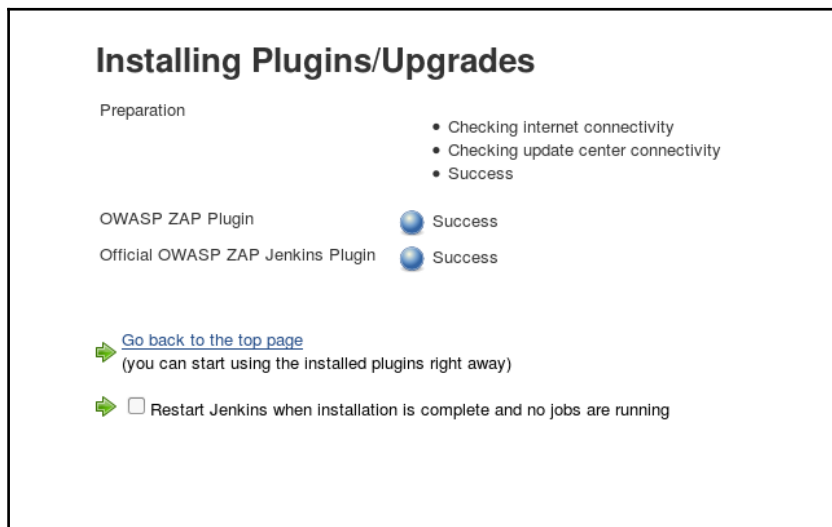 Installing Plugins/Upgrades
Preparation
• Checking internet connectivity
• Checking update center connectivity
• Success
OWASP ZAP Plugin Success
Official OWASP ZAP Jenkins Plugin Success
Go back to the top page
(you can start using the installed plugins right away)
Restart Jenkins when installation is complete and no jobs are running